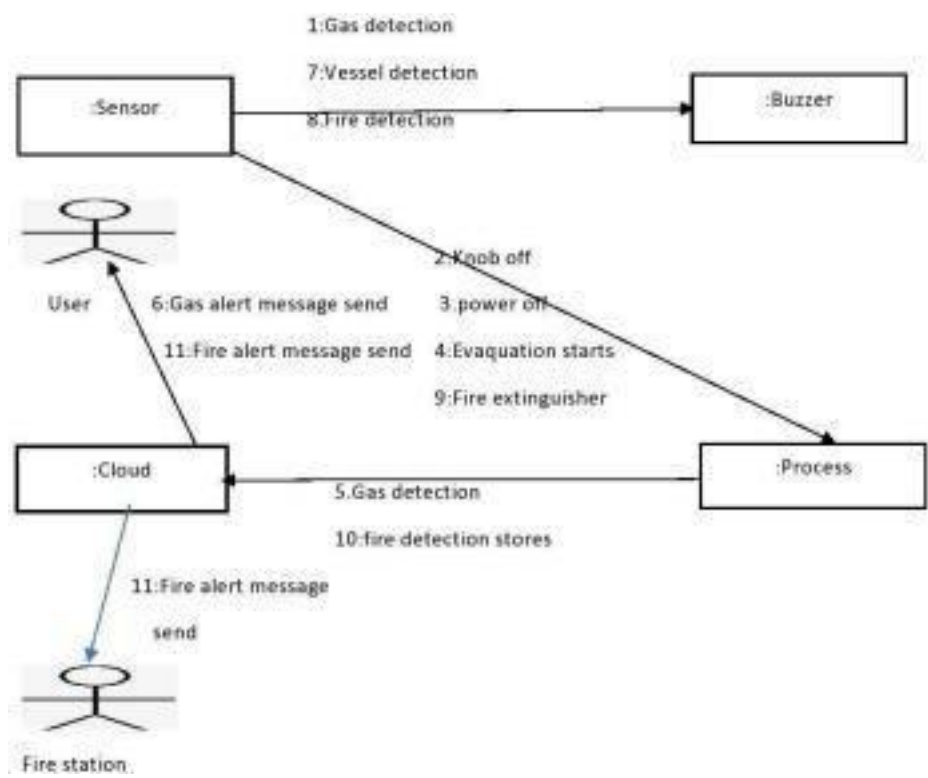 1:Gas detection
7:Vessel detection
:Sensor
:Buzzer
8.Fire detection
2.Knob off
User
6:Gas alert message send
3.power off
11:Fire alert message send
4:Evaquation starts
9:Fire extinguisher
:Cloud
:Process
5.Gas detection
10:fire detection stores
11:Fire alert message
send
Fire station